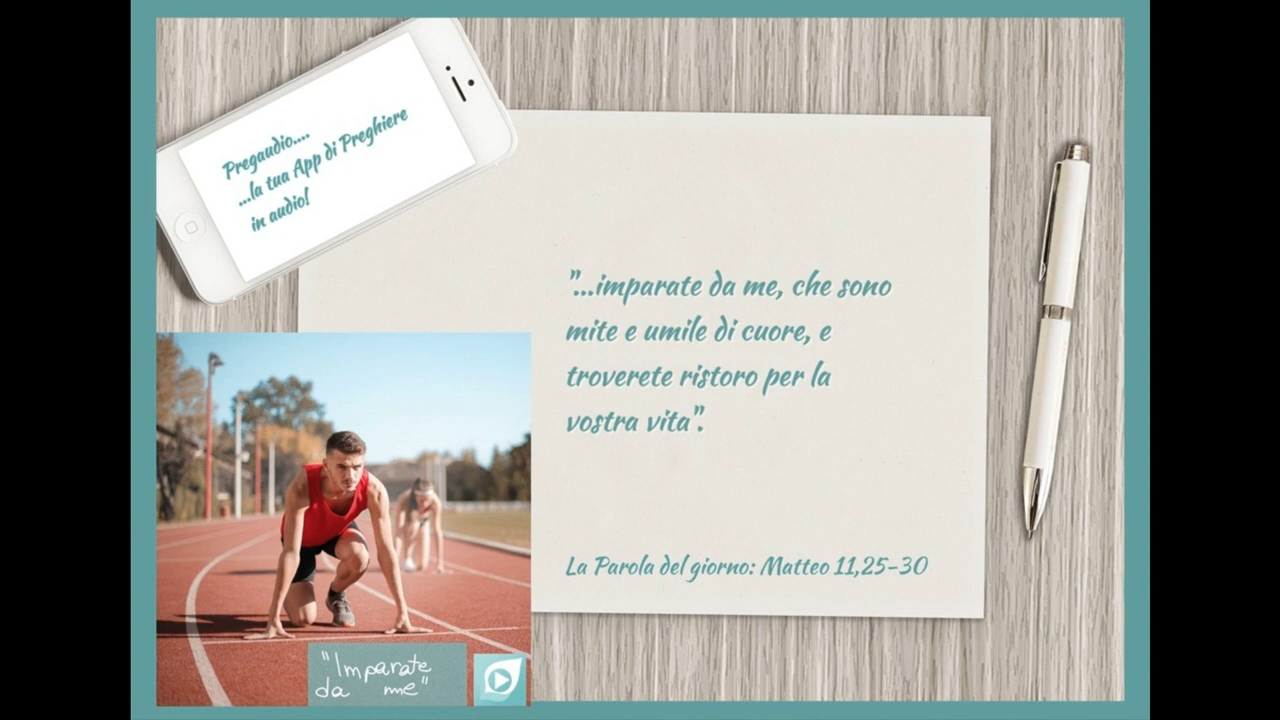 Pregaudio....
...la tua App di Preghiere
in audio!
"...imparate da me, che sono
mite e umile di cuore, e
troverete ristoro per la
vostra vita".
La Parola del giorno: Matteo 11,25-30
"Imparate
da me"